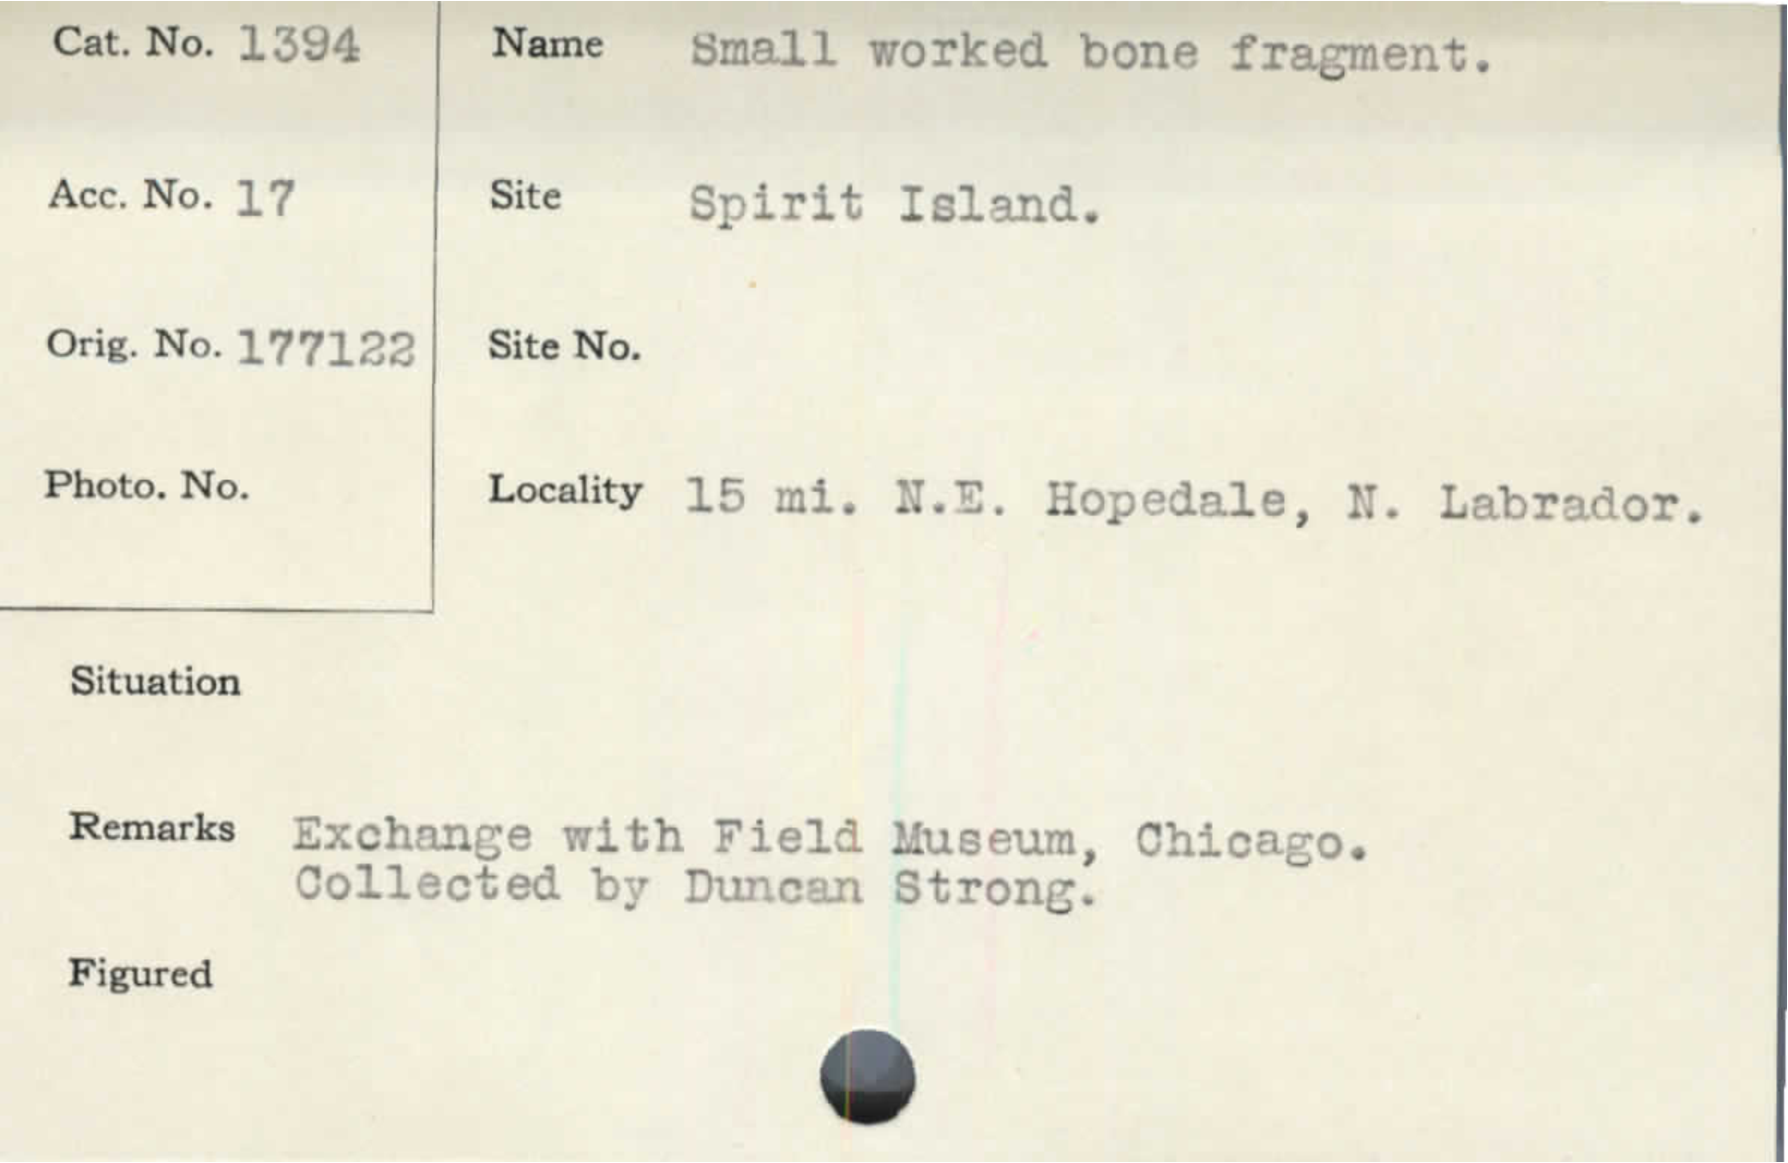 Cat. No. 1394
Name Small worked bone fragment.
Acc. No. 17
Site Spirit Island.
Orig. No. 177122
Site No.
Photo. No.
Locality 15 mi. N.E. Hopedale, N. Labrador.
Situation
Remarks Exchange with Field Museum, Chicago.
Collected by Duncan Strong.
Figured